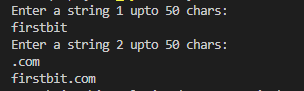 Enter a string 1 upto 50 chars:
firstbit
Enter a string 2 upto 50 chars:
.com
firstbit.com